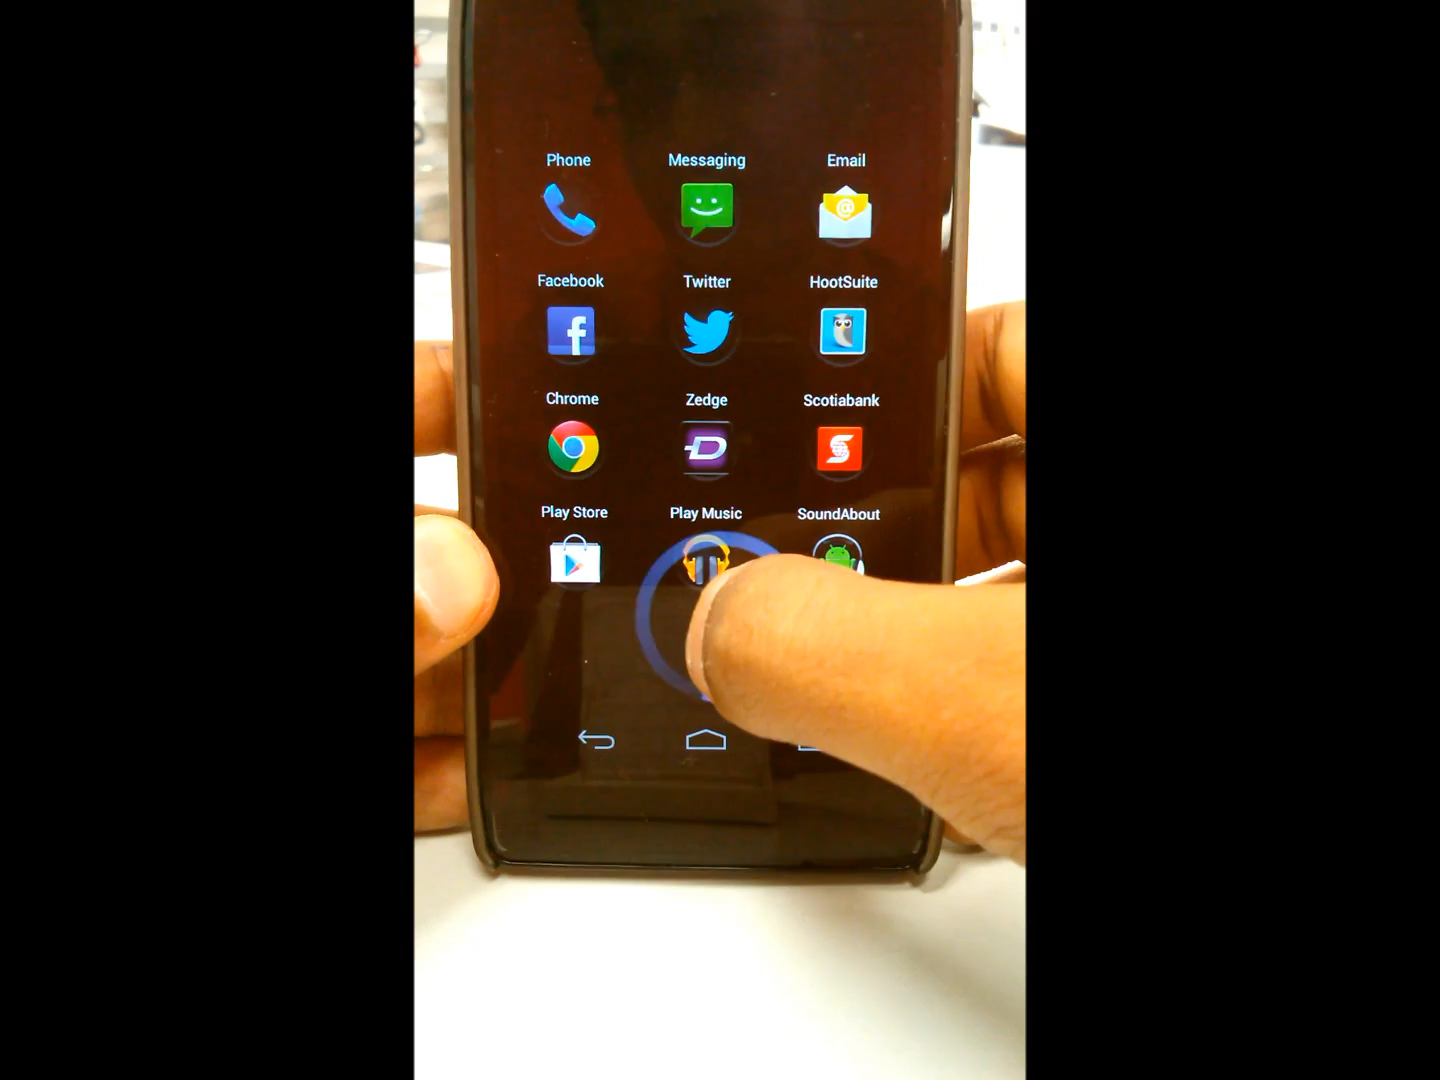 Phone Messaging Email
Facebook Twitter HootSuite
Chrome Zedge Scotiabank
Play Store Play Music SoundAbout